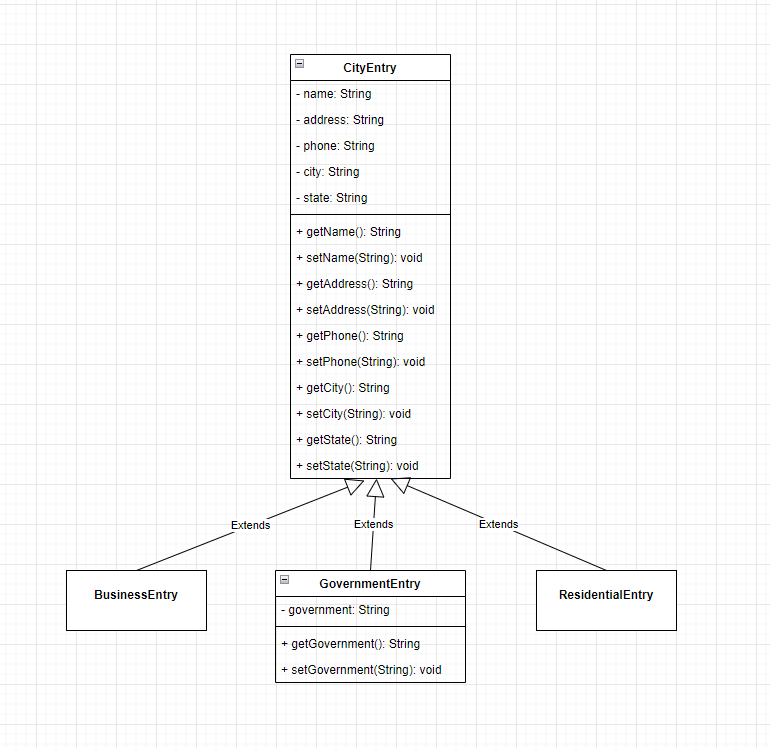 CityEntry
- name: String
- address: String
- phone: String
- city: String
- state: String
+ getName(): String
+ setName(String): void
+ getAddress(): String
+ setAddress(String): void
+ getPhone(): String
+ setPhone(String): void
+ getCity(): String
+ setCity(String): void
+ getState(): String
+ setState(String): void
Extends
Extends
Extends
BusinessEntry
GovernmentEntry
- government: String
+ getGovernment(): String
+ setGovernment(String): void
ResidentialEntry